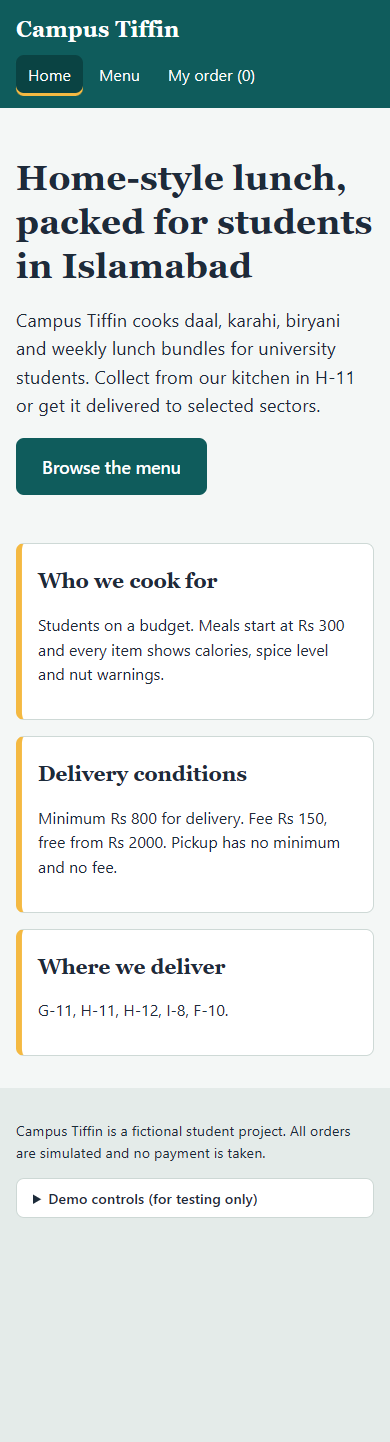 Campus Tiffin
Home
Menu
My order (0)
Home-style lunch,
packed for students
in Islamabad
Campus Tiffin cooks daal, karahi, biryani
and weekly lunch bundles for university
students. Collect from our kitchen in H-11
or get it delivered to selected sectors.
Browse the menu
Who we cook for
Students on a budget. Meals start at Rs 300
and every item shows calories, spice level
and nut warnings.
Delivery conditions
Minimum Rs 800 for delivery. Fee Rs 150,
free from Rs 2000. Pickup has no minimum
and no fee.
Where we deliver
G-11, H-11, H-12, I-8, F-10.
Campus Tiffin is a fictional student project. All orders
are simulated and no payment is taken.
Demo controls (for testing only)